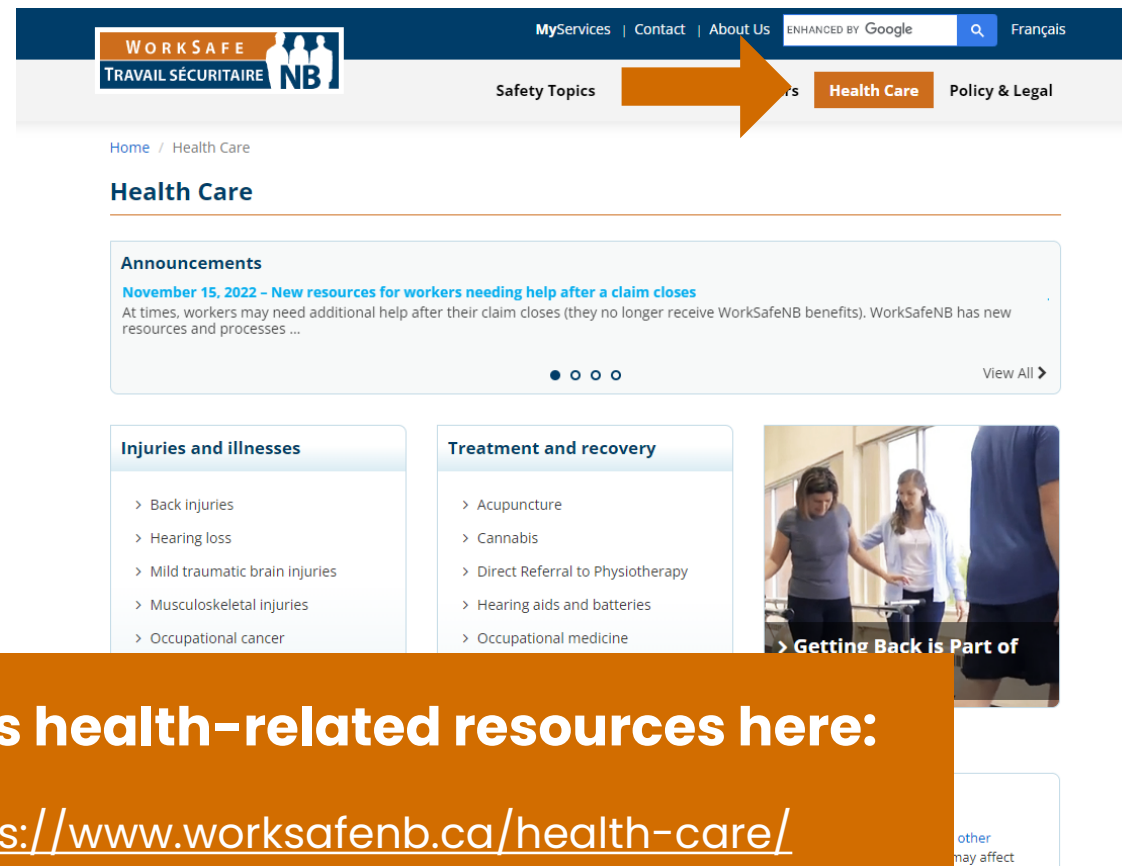 MyServices | Contact | About Us ENHANCED BY Google Français
WORKSAFE
TRAVAIL SÉCURITAIRE NB
Safety Topics Health Care Policy & Legal
Home / Health Care
Health Care
Announcements
November 15, 2022 – New resources for workers needing help after a claim closes
At times, workers may need additional help after their claim closes (they no longer receive WorkSafeNB benefits). WorkSafeNB has new
resources and processes ...
View All
Injuries and illnesses
> Back injuries
> Hearing loss
> Mild traumatic brain injuries
> Musculoskeletal injuries
> Occupational cancer
Treatment and recovery
> Acupuncture
> Cannabis
> Direct Referral to Physiotherapy
> Hearing aids and batteries
> Occupational medicine
> Getting Back is Part of
s health-related resources here:
s://www.worksafenb.ca/health-care/
other
may affect